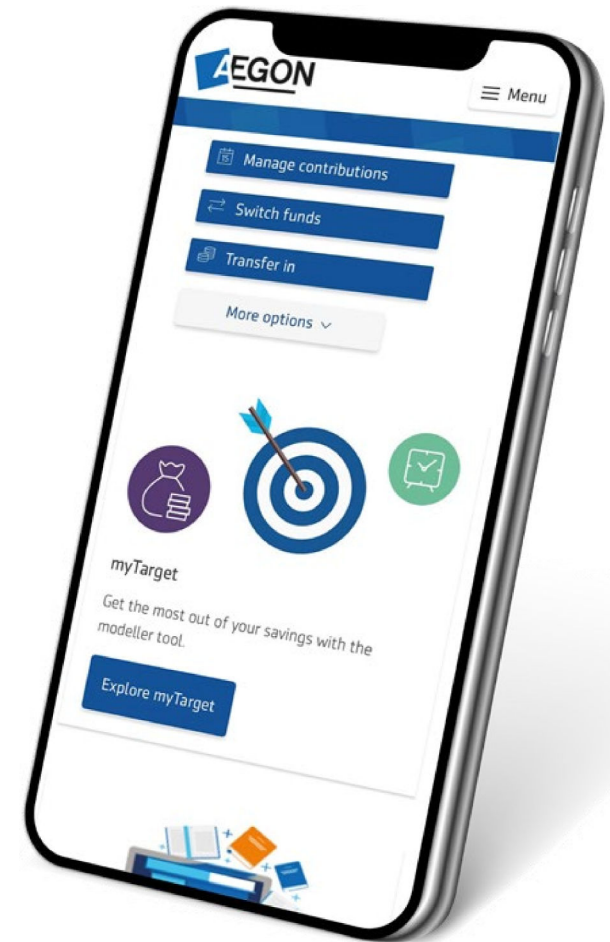 AEGON
Menu
15
Manage contributions
Switch funds
Transfer in
More options
myTarget
Get the most out of your savings with the
modeller tool.
Explore myTarget